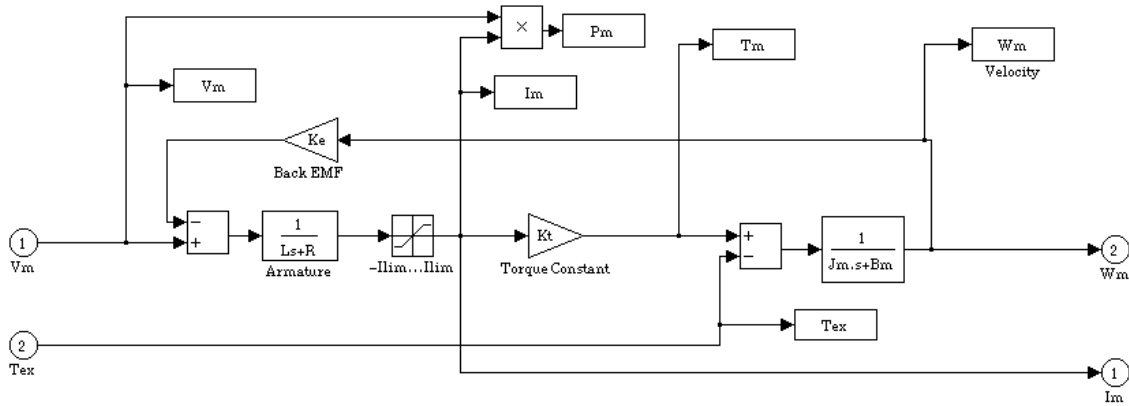 ×
Pm
Tm
Wm
Velocity
Vm
Im
Ke
Back EMF
−
+
1
Ls+R
Armature
-Ilim...Ilim
Kt
Torque Constant
+
−
1
Jm.s+Bm
1
Vm
2
Wm
Tex
2
Tex
1
Im